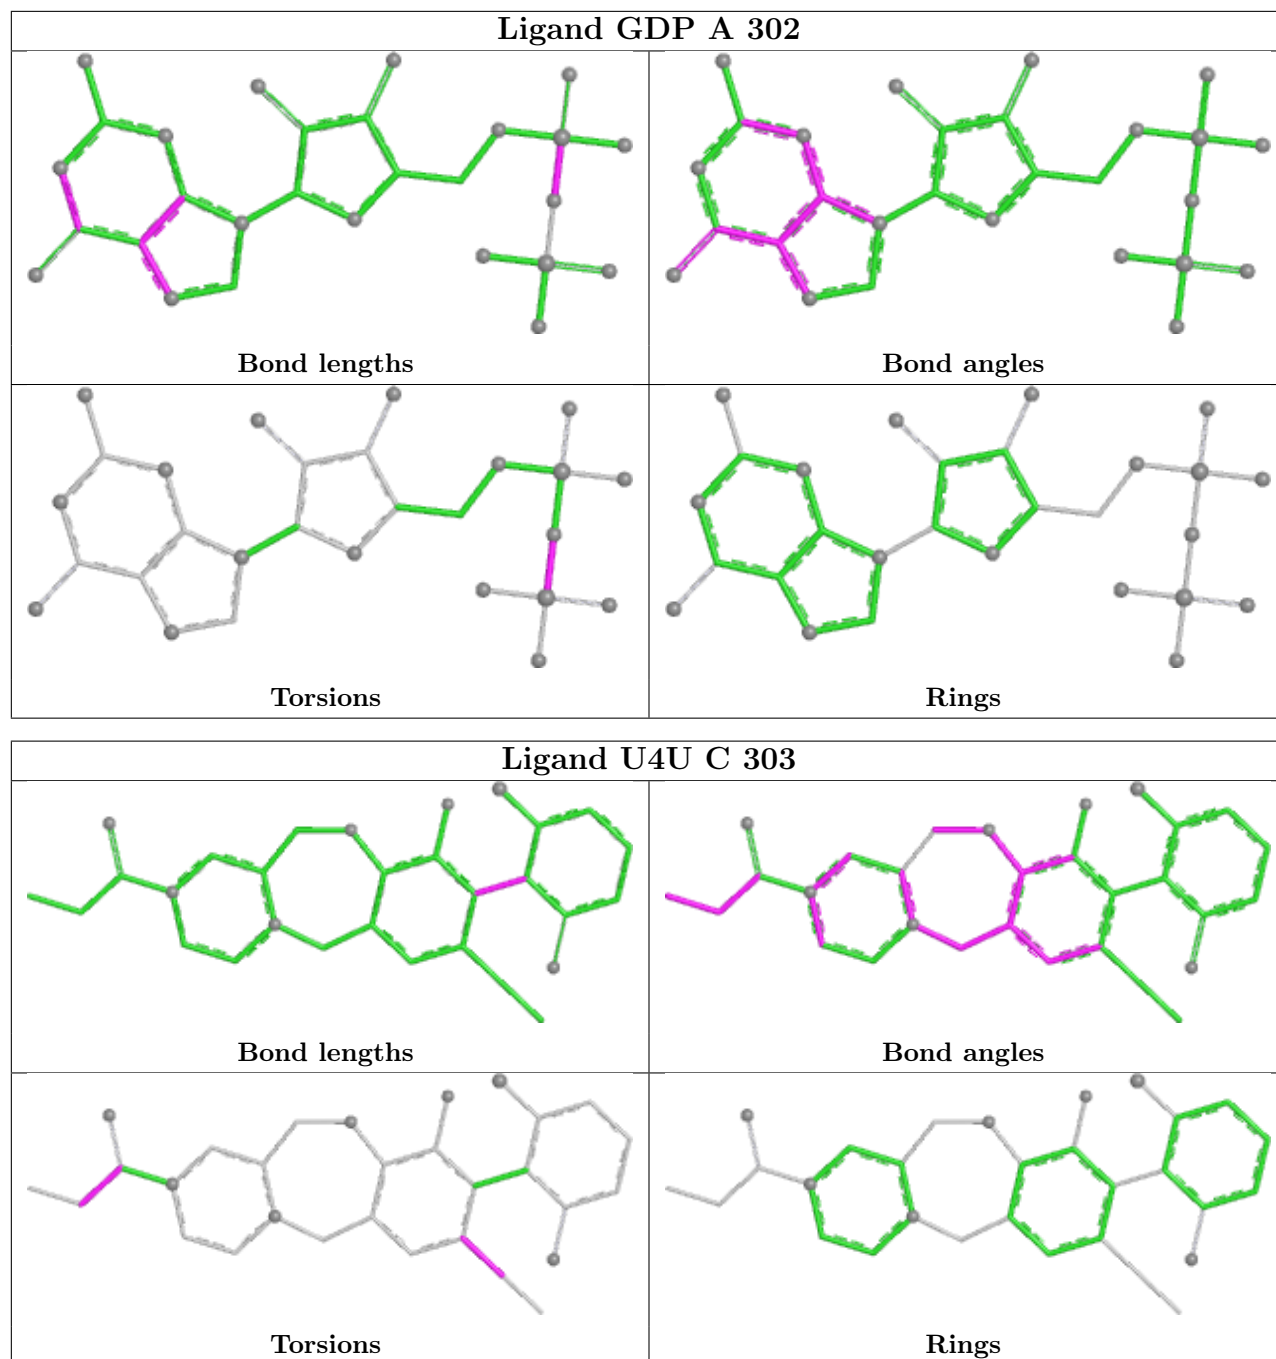 Ligand GDP A 302
Bond lengths
Bond angles
Torsions
Rings
Ligand U4U C 303
Bond lengths
Bond angles
Torsions
Rings